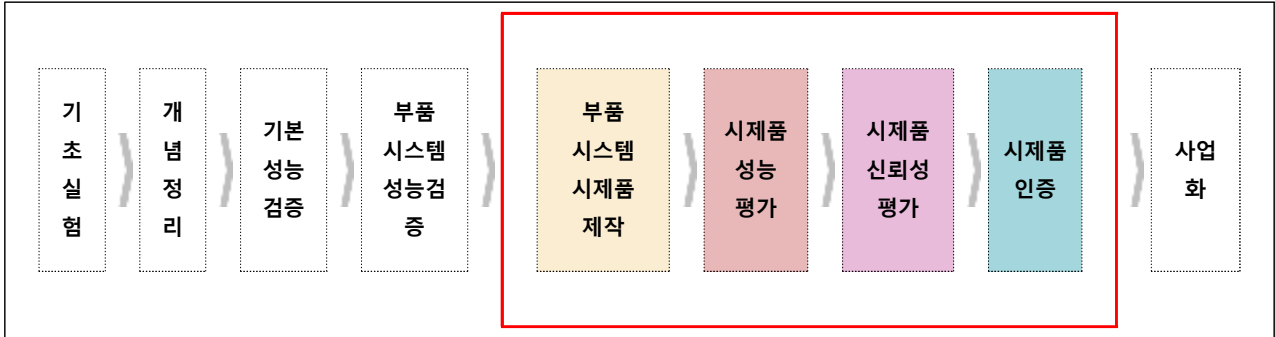 기
초
실
험
개
념
정
리
기본
성능
검증
부품
시스템
성능검
증
부품
시스템
시제품
제작
시제품
성능
평가
시제품
신뢰성
평가
시제품
인증
사업
화